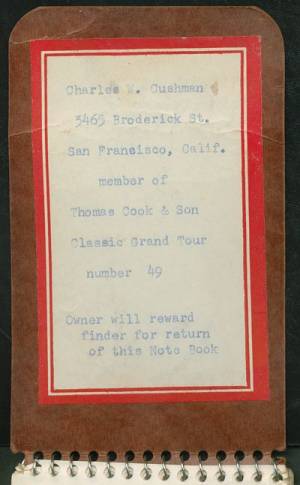 Charles W. Cushman
3465 Broderick St.
San Francisco, Calif.
member of
Thomas Cook & Son
Classic Grand Tour
number 49
Owner will reward
finder for return
of this Note Book